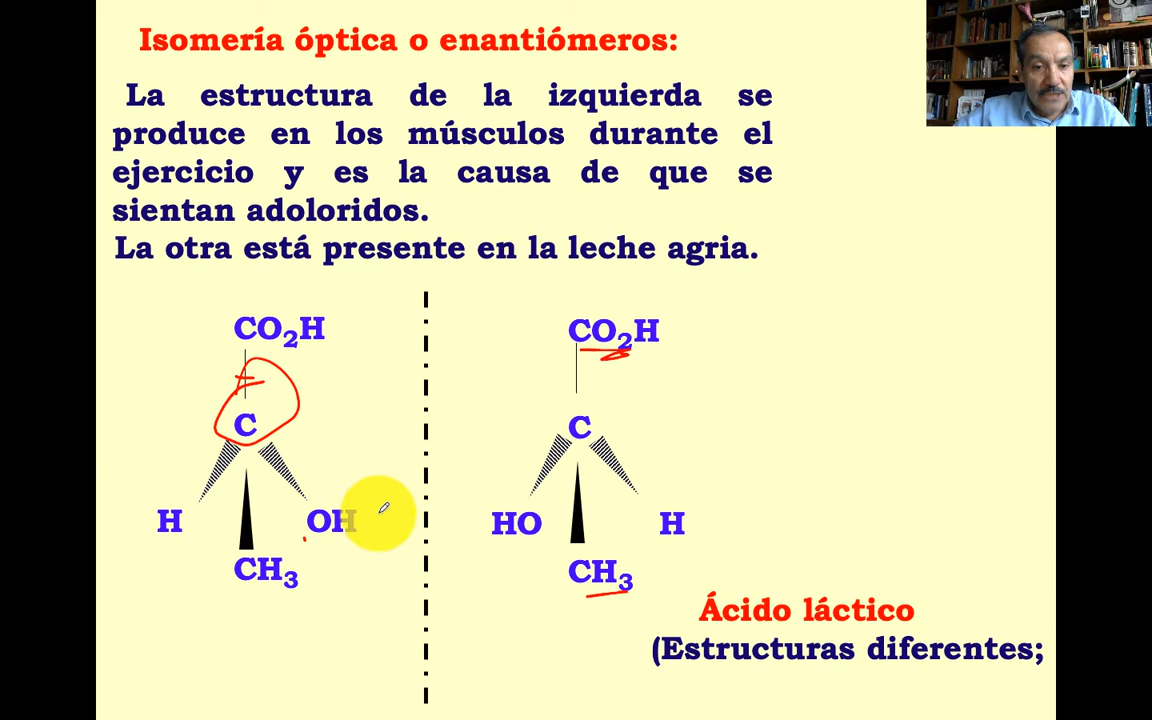 Isomería óptica o enantiómeros:
La estructura de la izquierda se
produce en los músculos durante el
ejercicio y es la causa de que se
sientan adoloridos.
La otra está presente en la leche agria.
CO₂H
C
H
OH
CH₃
CO₂H
C
HO
H
CH₃
Ácido láctico
(Estructuras diferentes;